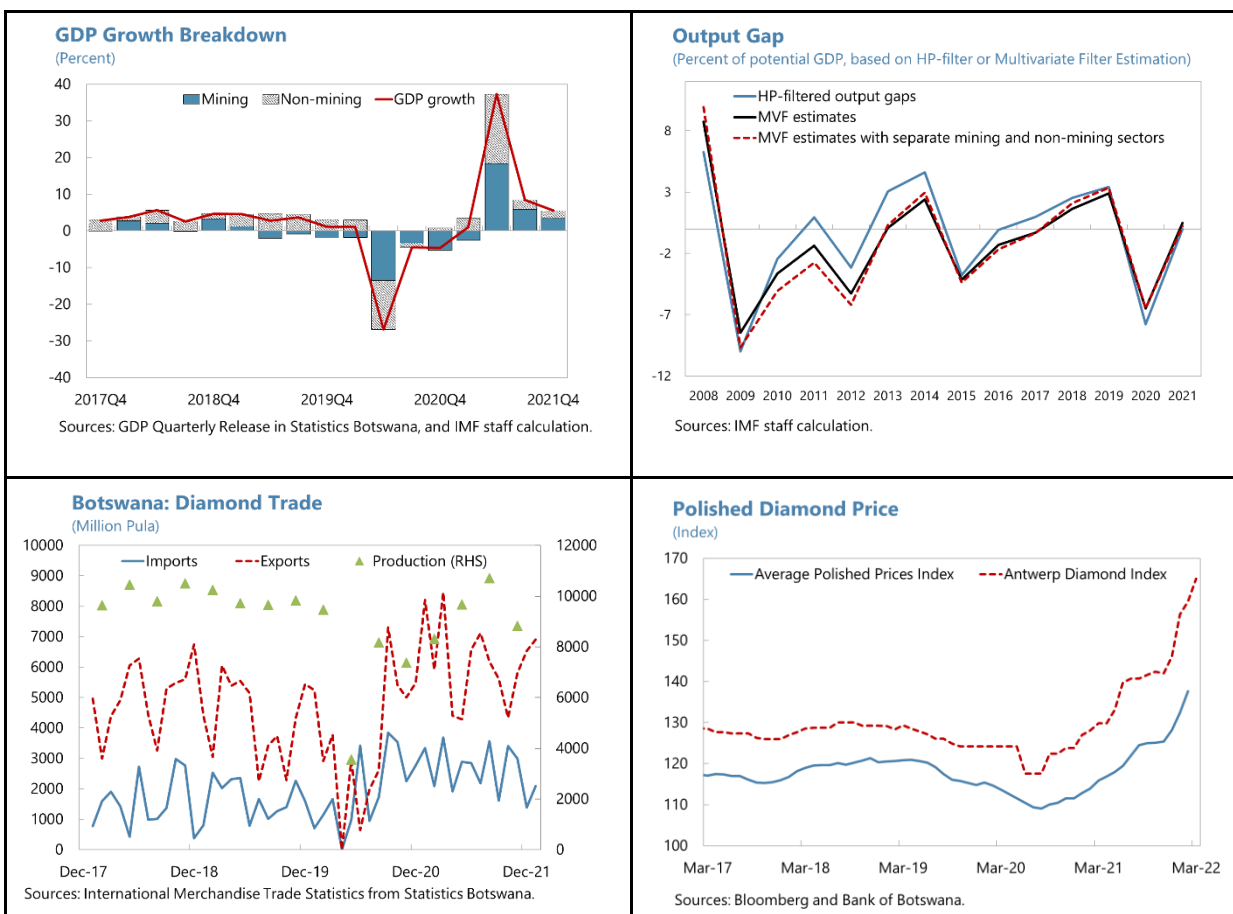 GDP Growth Breakdown
(Percent)
40
Mining Non-mining GDP growth
30
20
10
0
-10
-20
-30
-40
2017Q4 2018Q4 2019Q4 2020Q4 2021Q4
Sources: GDP Quarterly Release in Statistics Botswana, and IMF staff calculation.
Output Gap
(Percent of potential GDP, based on HP-filter or Multivariate Filter Estimation)
HP-filtered output gaps
MVF estimates
MVF estimates with separate mining and non-mining sectors
8
3
-2
-7
-12
2008 2009 2010 2011 2012 2013 2014 2015 2016 2017 2018 2019 2020 2021
Sources: IMF staff calculation.
Botswana: Diamond Trade
(Million Pula)
10000 12000
Imports Exports Production (RHS)
9000
8000 10000
7000
6000 8000
5000 6000
4000
3000 4000
2000 2000
1000
0 0
Dec-17 Dec-18 Dec-19 Dec-20 Dec-21
Sources: International Merchandise Trade Statistics from Statistics Botswana.
Polished Diamond Price
(Index)
170
Average Polished Prices Index Antwerp Diamond Index
160
150
140
130
120
110
100
Mar-17 Mar-18 Mar-19 Mar-20 Mar-21 Mar-22
Sources: Bloomberg and Bank of Botswana.